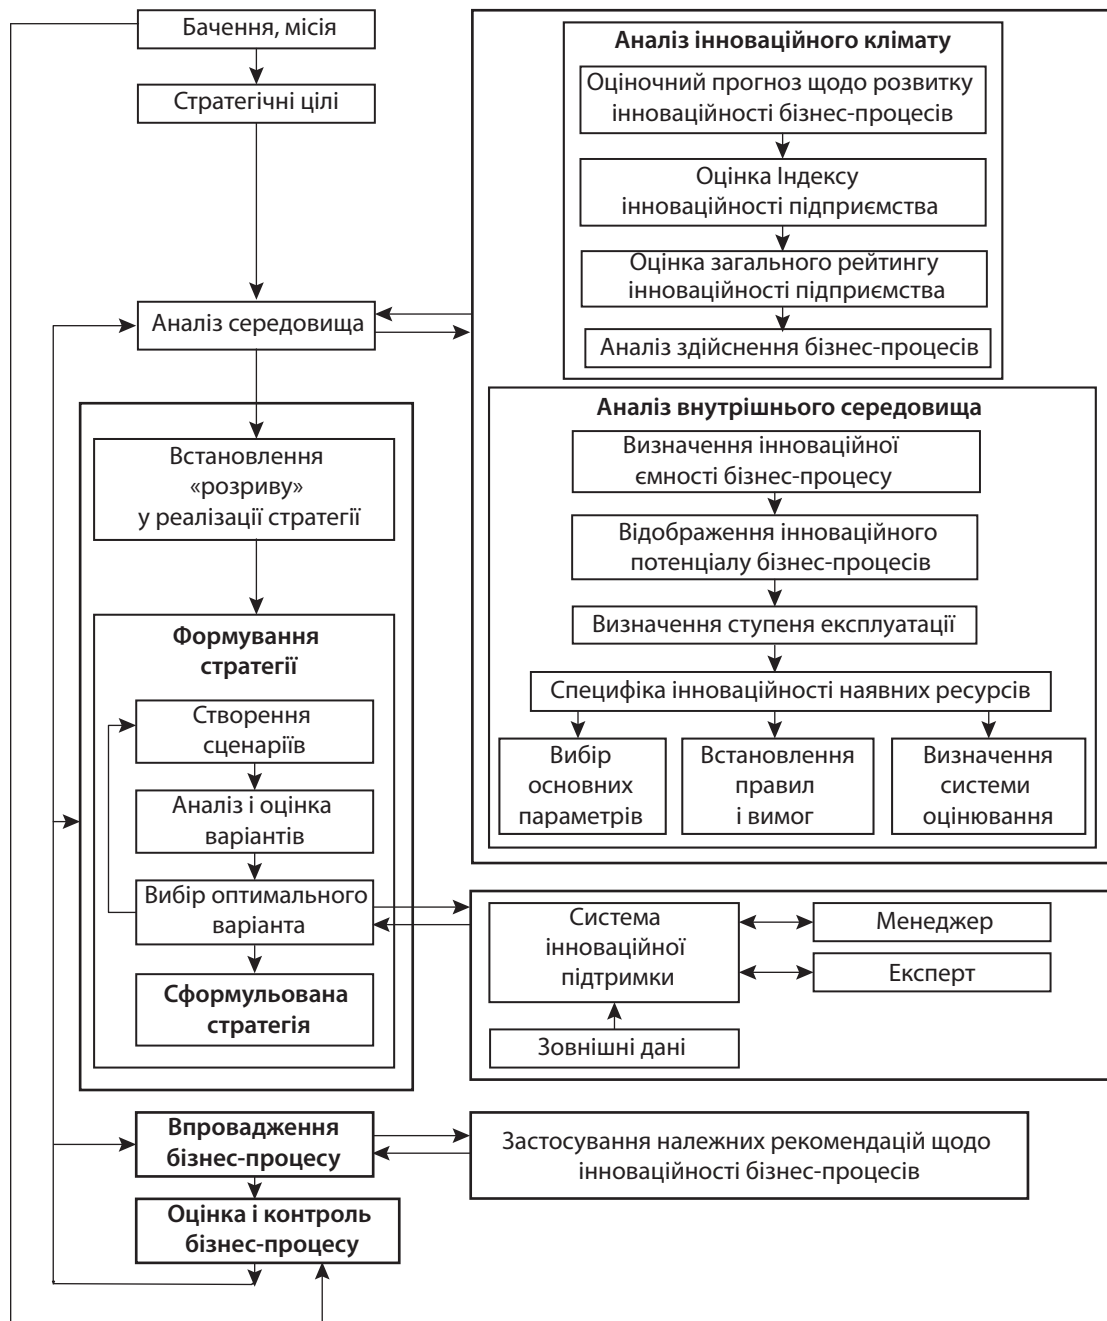 Бачення, місія
Стратегічні цілі
Аналіз середовища
Встановлення
«розриву»
у реалізації стратегії
Формування
стратегії
Створення
сценаріїв
Аналіз і оцінка
варіантів
Вибір оптимального
варіанта
Сформульована
стратегія
Впровадження
бізнес-процесу
Оцінка і контроль
бізнес-процесу
Аналіз інноваційного клімату
Оціночний прогноз щодо розвитку
інноваційності бізнес-процесів
Оцінка Індексу
інноваційності підприємства
Оцінка загального рейтингу
інноваційності підприємства
Аналіз здійснення бізнес-процесів
Аналіз внутрішнього середовища
Визначення інноваційної
ємності бізнес-процесу
Відображення інноваційного
потенціалу бізнес-процесів
Визначення ступеня експлуатації
Специфіка інноваційності наявних ресурсів
Вибір
основних
параметрів
Встановлення
правил
і вимог
Визначення
системи
оцінювання
Система
інноваційної
підтримки
Менеджер
Експерт
Зовнішні дані
Застосування належних рекомендацій щодо
інноваційності бізнес-процесів